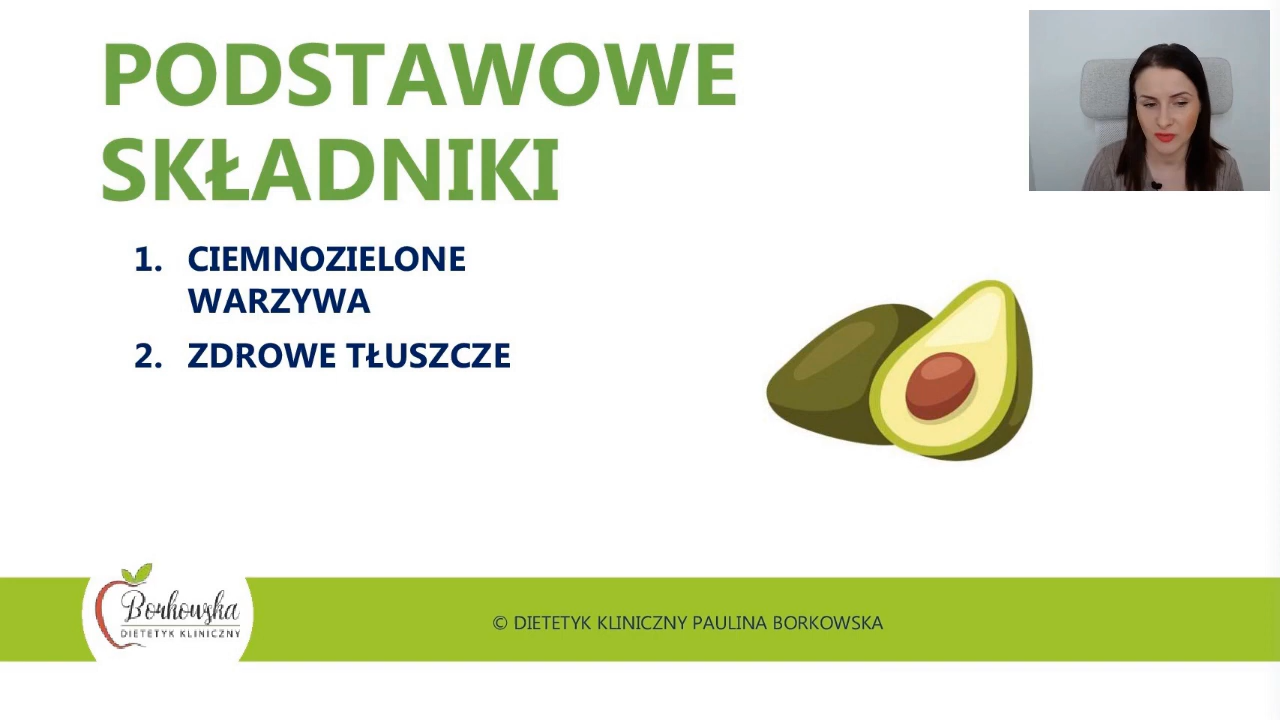 PODSTAWOWE
SKŁADNIKI
1. CIEMNOZIELONE
WARZYWA
2. ZDROWE TŁUSZCZE
Borkowska
DIETETYK KLINICZNY
© DIETETYK KLINICZNY PAULINA BORKOWSKA